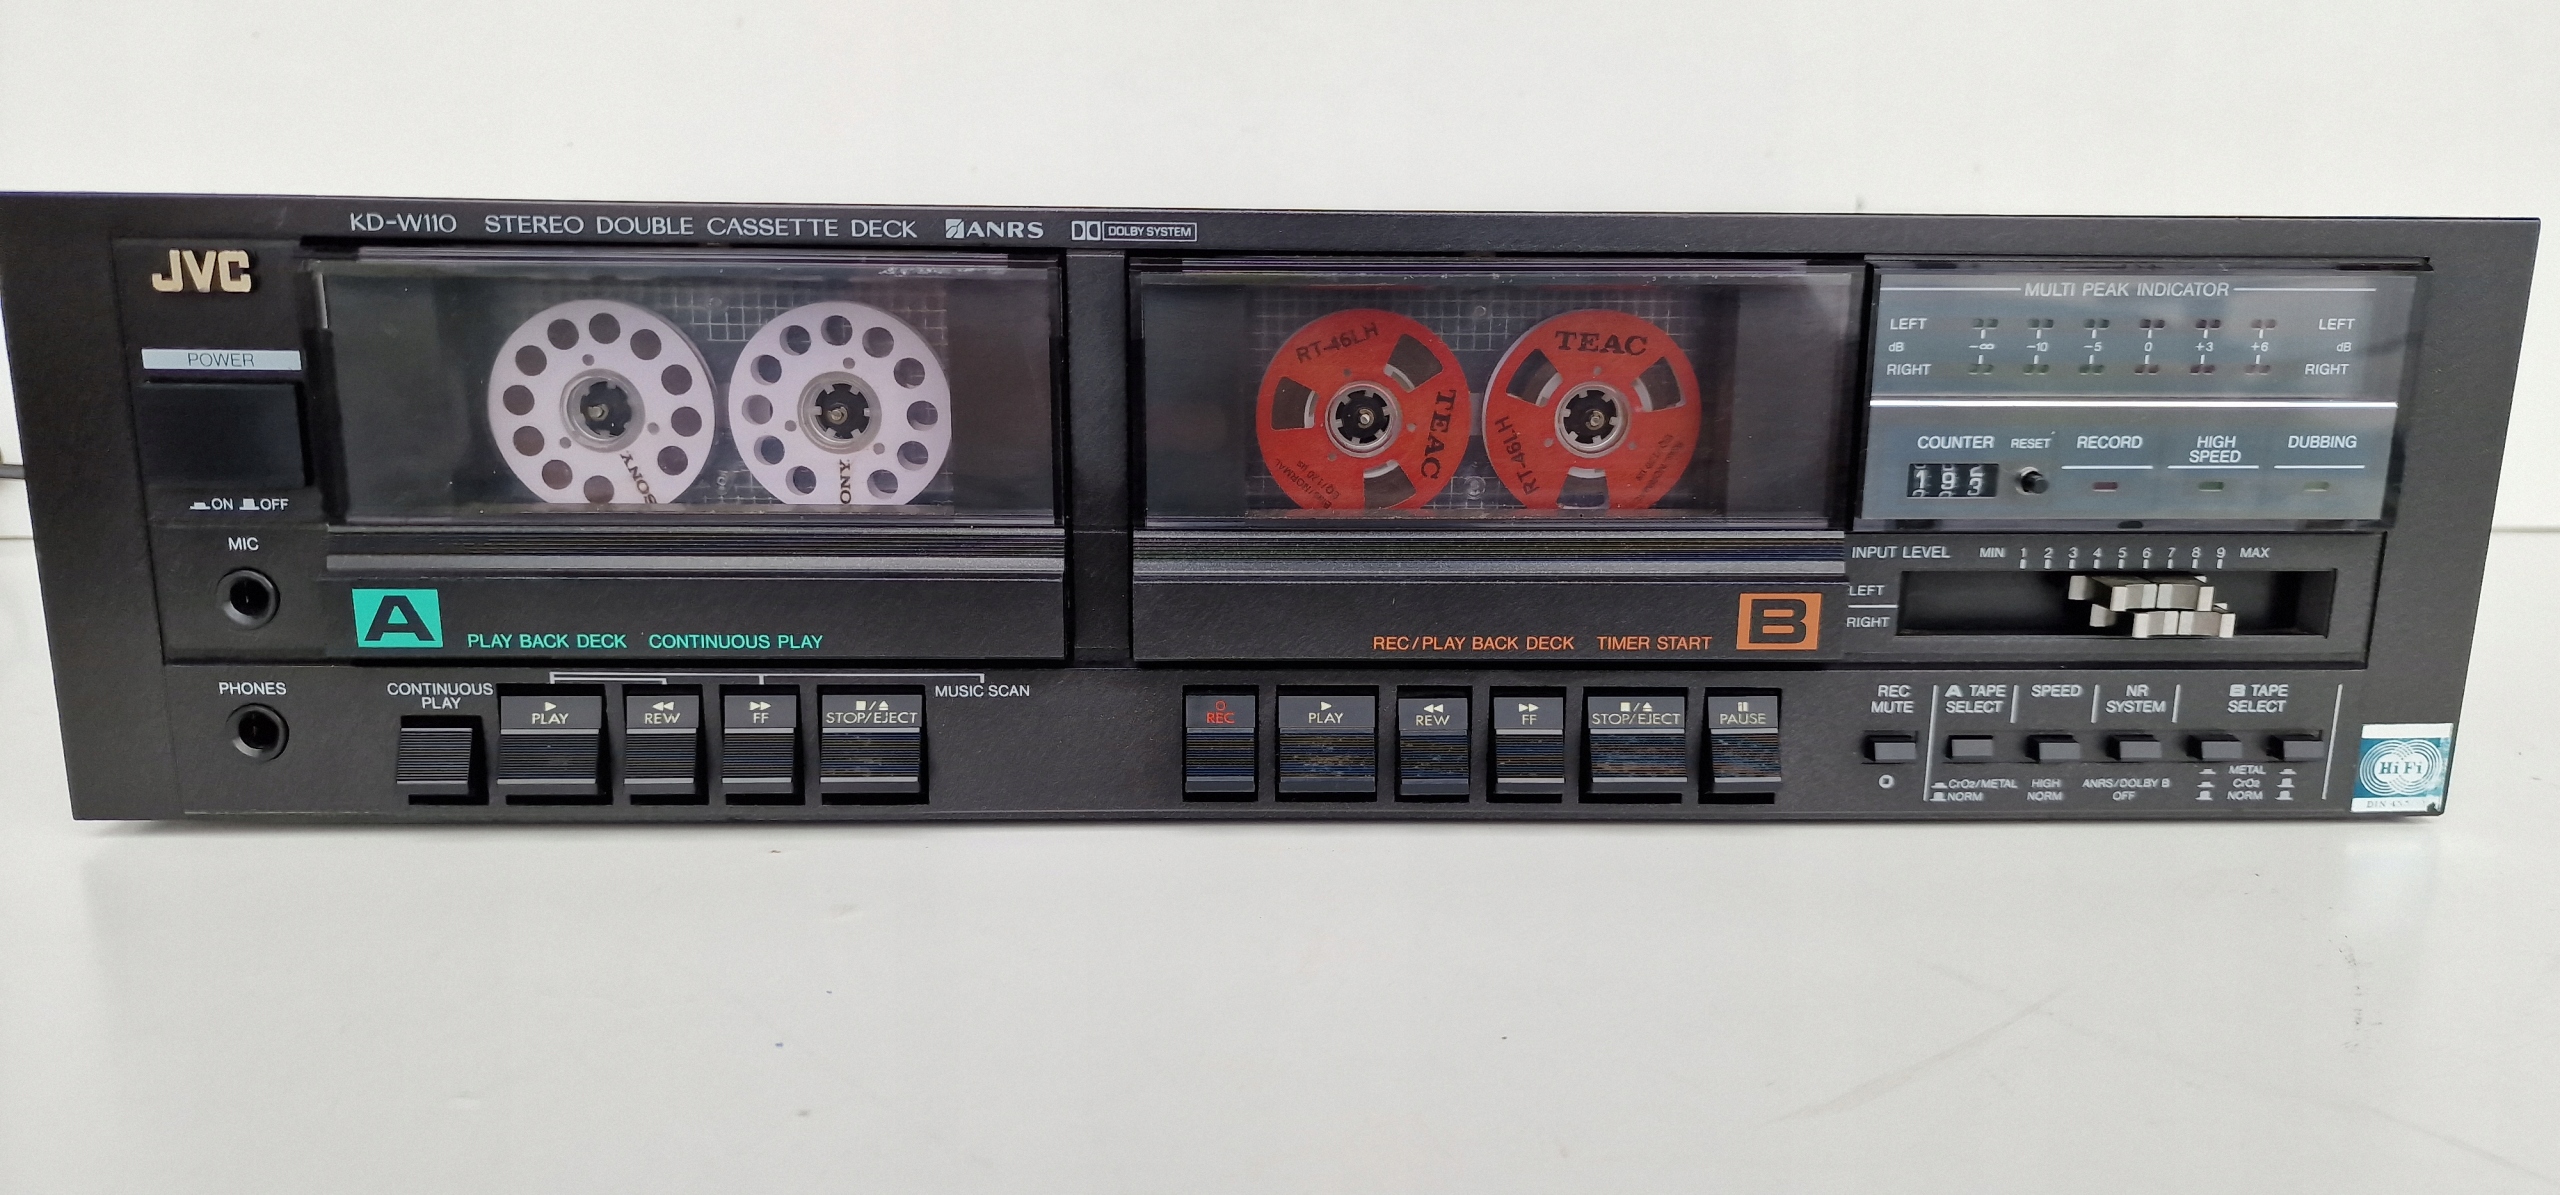 KD-W110 STEREO DOUBLE CASSETTE DECK ANRS DOLBY SYSTEM
JVC
POWER
ON OFF
MIC
PHONES
SONY
SONY
A
PLAY BACK DECK CONTINUOUS PLAY
RT-46LH
TEAC
TEAC
RT-46LH
REC/PLAY BACK DECK TIMER START
B
MULTI PEAK INDICATOR
LEFT LEFT
dB -∞ -10 -5 0 +3 +6 dB
RIGHT RIGHT
COUNTER RESET RECORD HIGH SPEED DUBBING
193
INPUT LEVEL MIN 1 2 3 4 5 6 7 8 9 MAX
LEFT
RIGHT
CONTINUOUS
PLAY
MUSIC SCAN
PLAY REW FF STOP/EJECT
REC PLAY REW FF STOP/EJECT PAUSE
REC
MUTE
A TAPE
SELECT
SPEED
NR
SYSTEM
B TAPE
SELECT
CrO2/METAL
NORM
HIGH
NORM
ANRS/DOLBY B
OFF
METAL
CrO2
NORM
Hi Fi
DIN